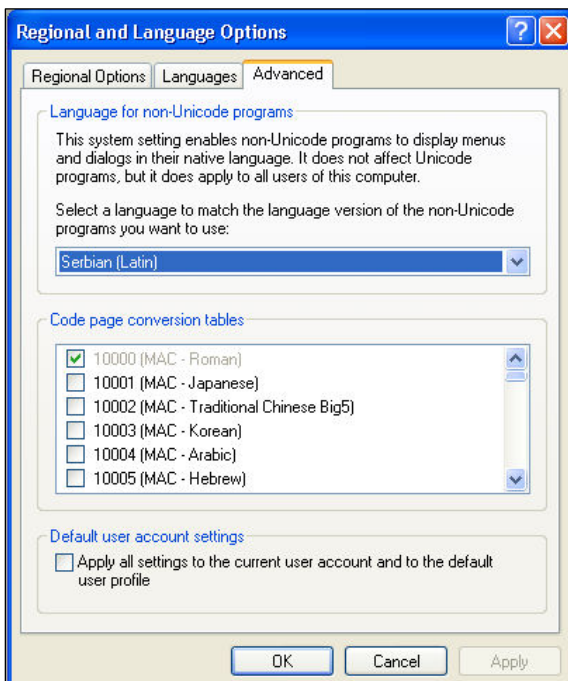 Regional and Language Options
Regional Options Languages Advanced
Language for non-Unicode programs
This system setting enables non-Unicode programs to display menus
and dialogs in their native language. It does not affect Unicode
programs, but it does apply to all users of this computer.
Select a language to match the language version of the non-Unicode
programs you want to use:
Serbian (Latin)
Code page conversion tables
10000 (MAC - Roman)
10001 (MAC - Japanese)
10002 (MAC - Traditional Chinese Big5)
10003 (MAC - Korean)
10004 (MAC - Arabic)
10005 (MAC - Hebrew)
Default user account settings
Apply all settings to the current user account and to the default
user profile
OK Cancel Apply